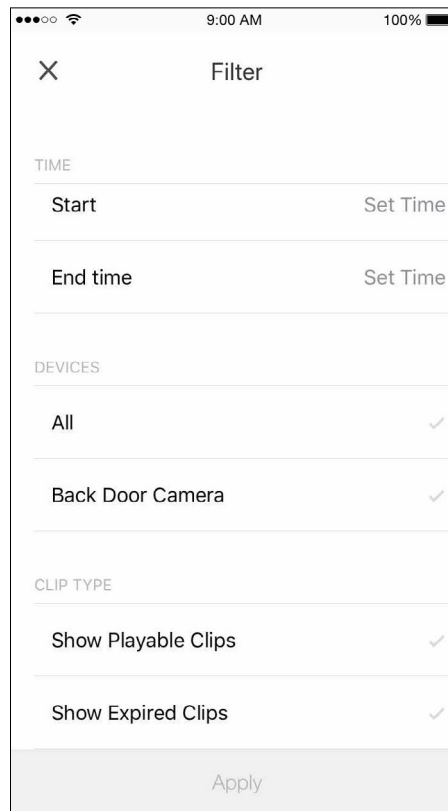 9:00 AM 100%
Filter
TIME
Start Set Time
End time Set Time
DEVICES
All
Back Door Camera
CLIP TYPE
Show Playable Clips
Show Expired Clips
Apply